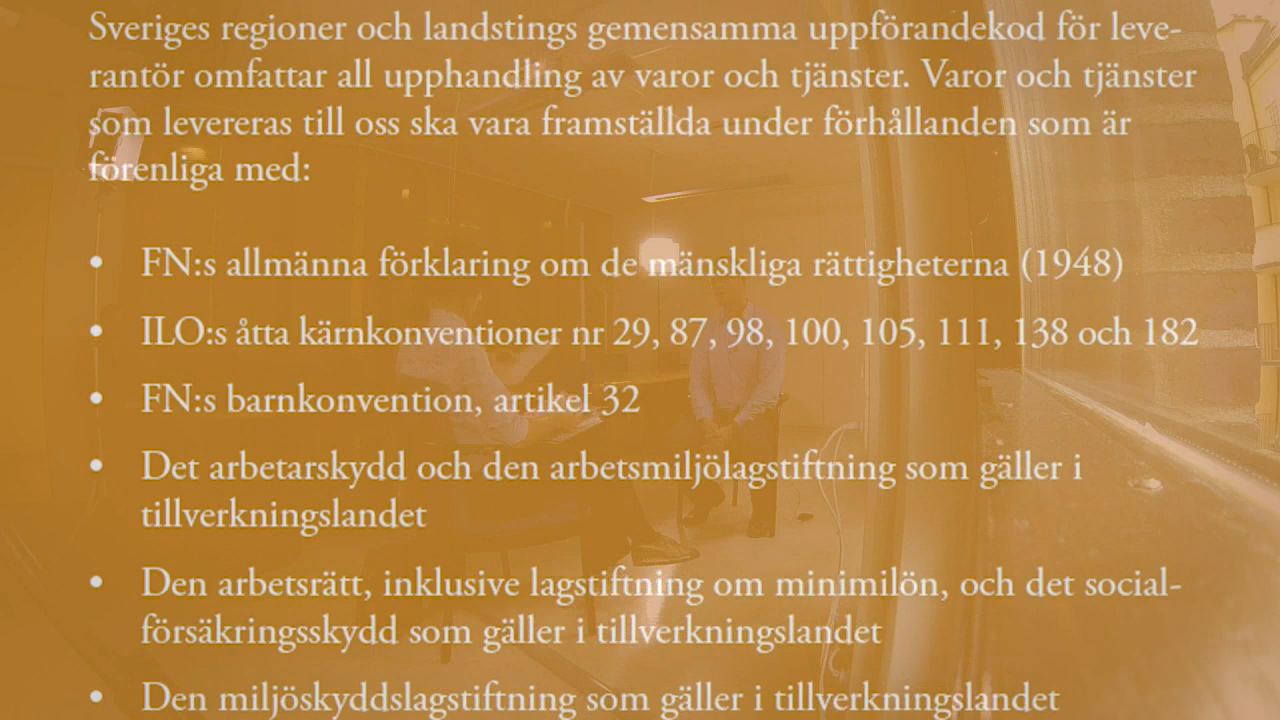 Sveriges regioner och landstings gemensamma uppförandekod för leve-
rantör omfattar all upphandling av varor och tjänster. Varor och tjänster
som levereras till oss ska vara framställda under förhållanden som är
förenliga med:
• FN:s allmänna förklaring om de mänskliga rättigheterna (1948)
• ILO:s åtta kärnkonventioner nr 29, 87, 98, 100, 105, 111, 138 och 182
• FN:s barnkonvention, artikel 32
• Det arbetarskydd och den arbetsmiljölagstiftning som gäller i
tillverkningslandet
• Den arbetsrätt, inklusive lagstiftning om minimilön, och det social-
försäkringsskydd som gäller i tillverkningslandet
• Den miljöskyddslagstiftning som gäller i tillverkningslandet